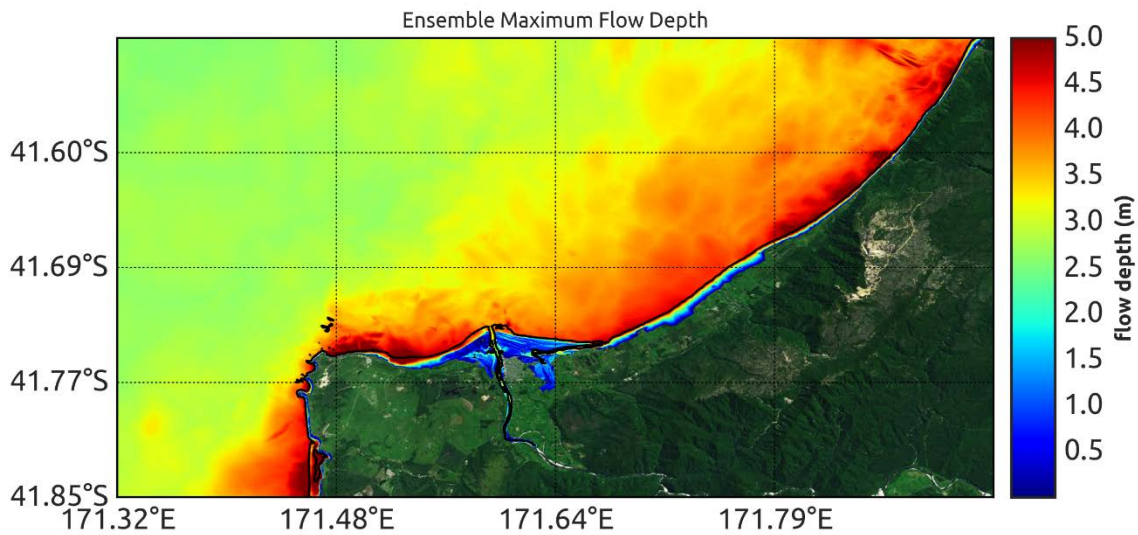 Ensemble Maximum Flow Depth
41.60°S
41.69°S
41.77°S
41.85°S
171.32°E
171.48°E
171.64°E
171.79°E
5.0
4.5
4.0
3.5
3.0
2.5
2.0
1.5
1.0
0.5
flow depth (m)